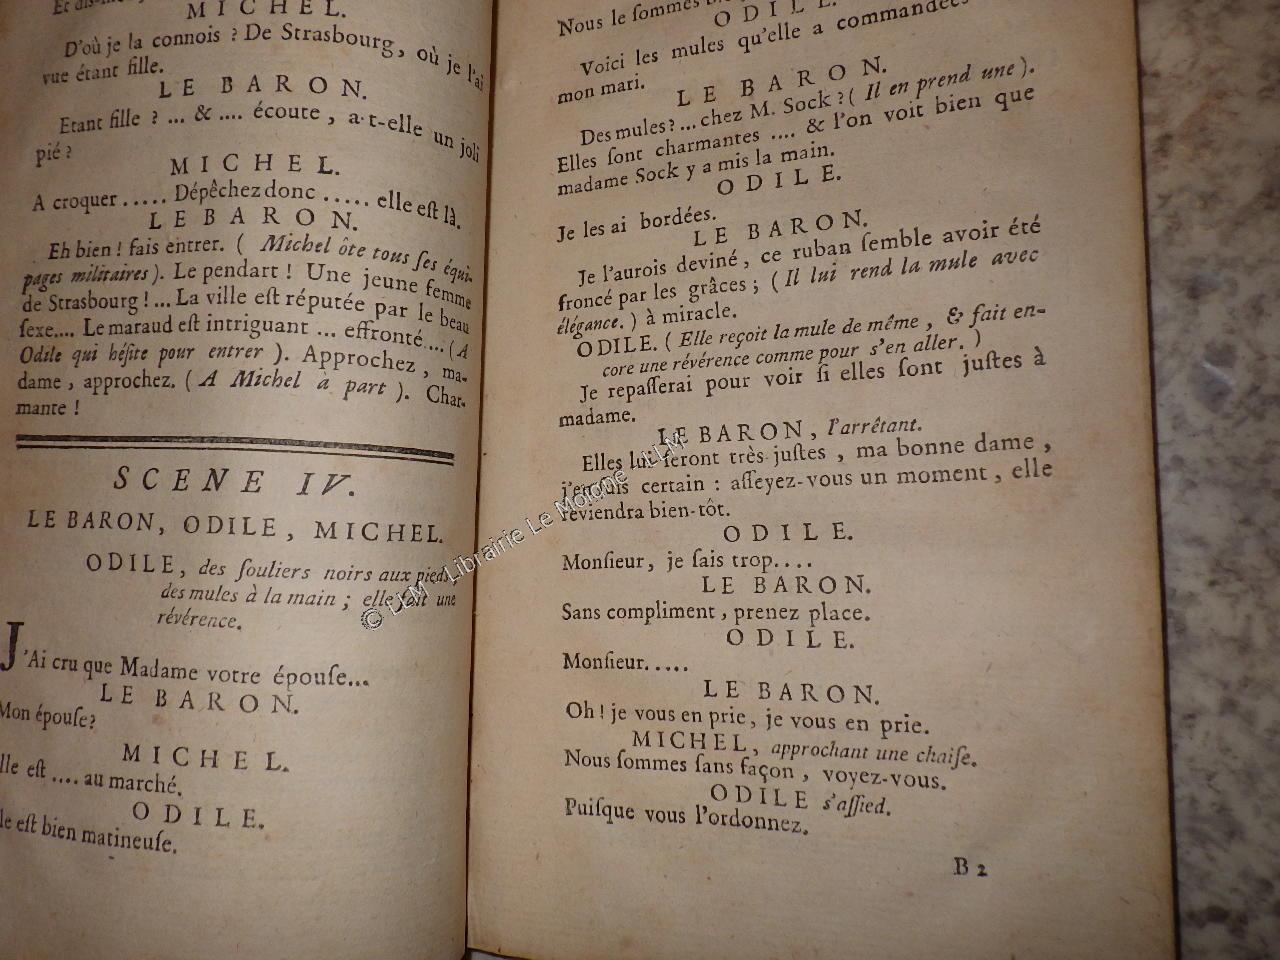 MICHEL.
D'où je la connois ? De Strasbourg, où je l'ai
vue étant fille.
LE BARON.
Etant fille ? ... & .... écoute, a-t-elle un joli
pié ?
MICHEL.
A croquer ..... Dépêchez donc ..... elle eſt là.
LE BARON.
Eh bien ! fais entrer. ( Michel ôte tous ſes équi-
pages militaires ). Le pendart ! Une jeune femme
de Strasbourg ! ... La ville eſt réputée par le beau
ſexe.... Le maraud eſt intriguant ... effronté.... (A
Odile qui héſite pour entrer ). Approchez, ma-
dame, approchez. ( A Michel à part ). Char-
mante !
SCENE IV.
LE BARON, ODILE, MICHEL.
ODILE, des ſouliers noirs aux pieds,
des mules à la main ; elle fait une
révérence.
J'Ai cru que Madame votre épouſe...
LE BARON.
Mon épouſe ?
MICHEL.
lle eſt .... au marché.
ODILE.
le eſt bien matineuſe.
Nous le ſommes
ODILE.
Voici les mules qu'elle a commandées
mon mari.
LE BARON.
Des mules ? ... chez M. Sock ? ( Il en prend une ).
Elles ſont charmantes .... & l'on voit bien que
madame Sock y a mis la main.
ODILE.
Je les ai bordées.
LE BARON.
Je l'aurois deviné, ce ruban ſemble avoir été
froncé par les grâces ; ( Il lui rend la mule avec
élégance. ) à miracle.
ODILE. ( Elle reçoit la mule de même, & fait en-
core une révérence comme pour s'en aller. )
Je repaſſerai pour voir ſi elles ſont juſtes à
madame.
LE BARON, l'arrêtant.
Elles lui ſeront très-juſtes, ma bonne dame,
j'en ſuis certain : aſſeyez-vous un moment, elle
reviendra bien-tôt.
ODILE.
Monſieur, je ſais trop....
LE BARON.
Sans compliment, prenez place.
ODILE.
Monſieur.....
LE BARON.
Oh ! je vous en prie, je vous en prie.
MICHEL, approchant une chaiſe.
Nous ſommes ſans façon, voyez-vous.
ODILE s'aſſied.
Puiſque vous l'ordonnez.
B 2
© LLM - Librairie Le Moione - LLM